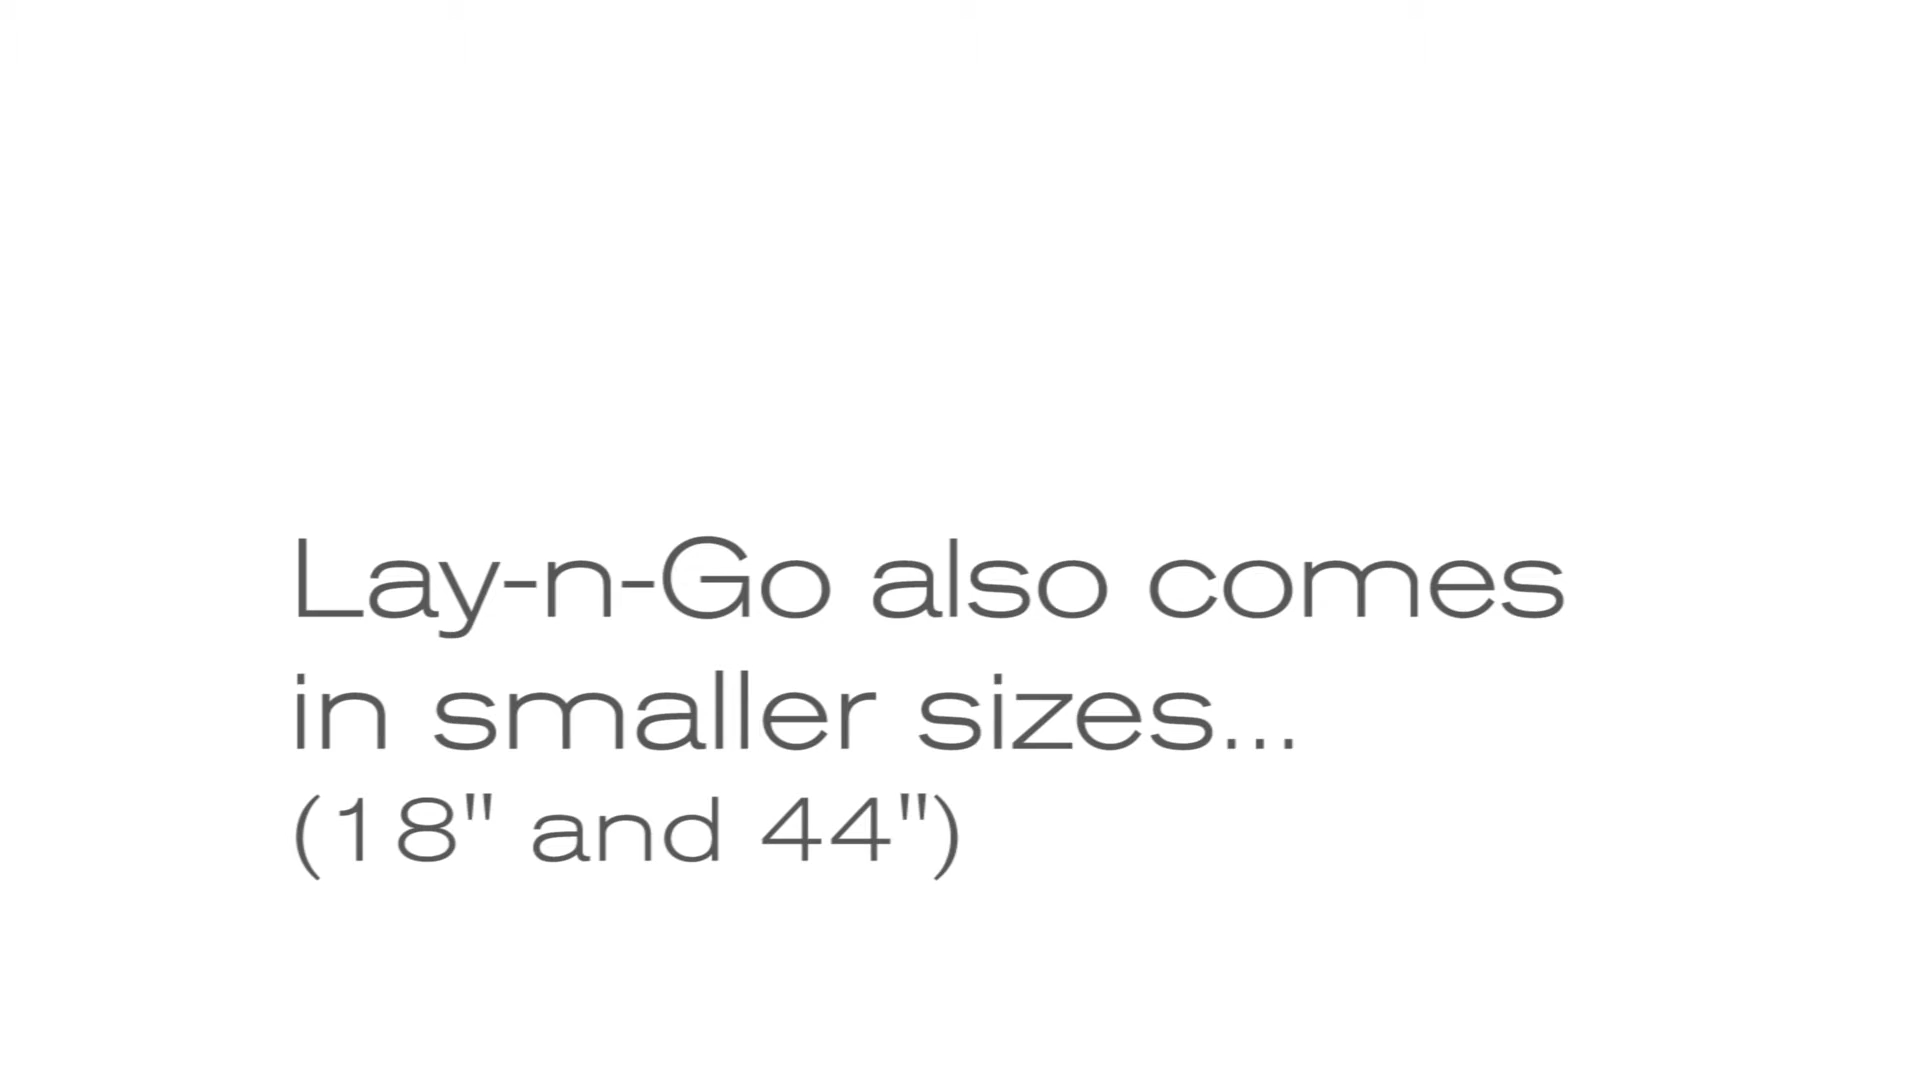 Lay-n-Go also comes
in smaller sizes...
(18" and 44")